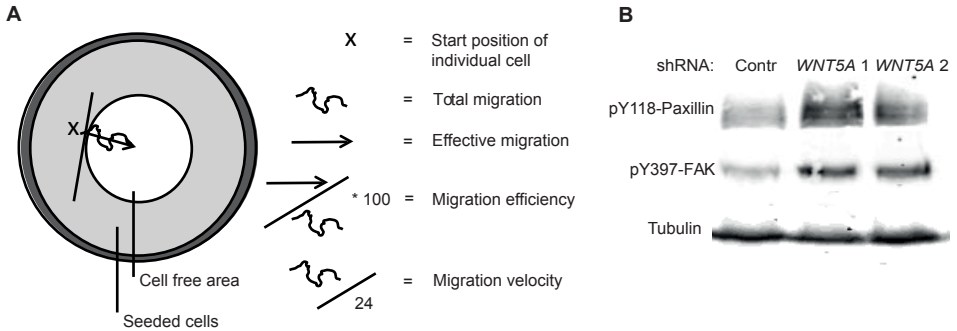 A
X
X = Start position of
individual cell
= Total migration
= Effective migration
* 100 = Migration efficiency
= Migration velocity
24
Cell free area
Seeded cells
B
shRNA: Contr WNT5A 1 WNT5A 2
pY118-Paxillin
pY397-FAK
Tubulin